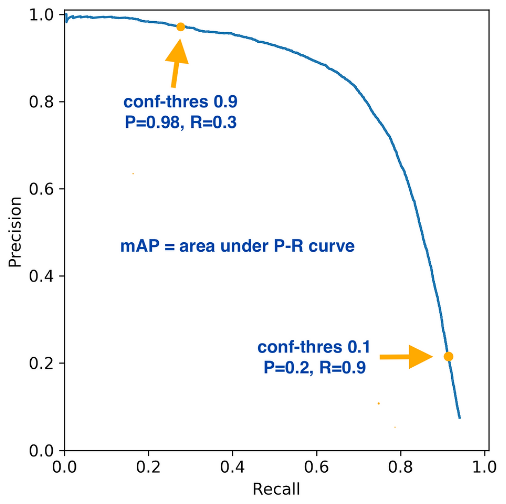 1.0
0.8
0.6
0.4
0.2
0.0
Precision
conf-thres 0.9
P=0.98, R=0.3
mAP = area under P-R curve
conf-thres 0.1
P=0.2, R=0.9
0.0 0.2 0.4 0.6 0.8 1.0
Recall